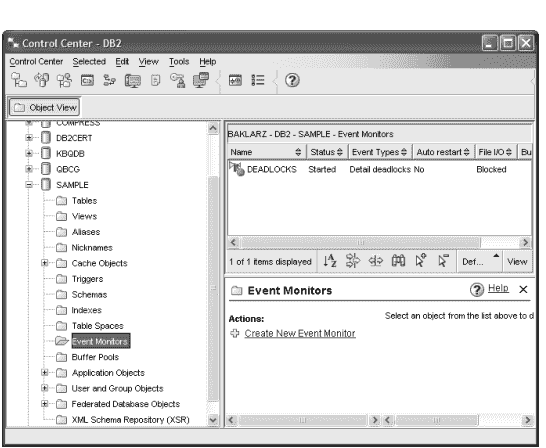 Control Center - DB2
Control Center Selected Edit View Tools Help
Object View
COMPRESS
DB2CERT
KBGDB
QBCG
SAMPLE
Tables
Views
Aliases
Nicknames
Cache Objects
Triggers
Schemas
Indexes
Table Spaces
Event Monitors
Buffer Pools
Application Objects
User and Group Objects
Federated Database Objects
XML Schema Repository (XSR)
BAKLARZ - DB2 - SAMPLE - Event Monitors
Name Status Event Types Auto restart File I/O Bu
DEADLOCKS Started Detail deadlocks No Blocked
1 of 1 items displayed Def... View
Event Monitors Help
Actions: Select an object from the list above to d
Create New Event Monitor